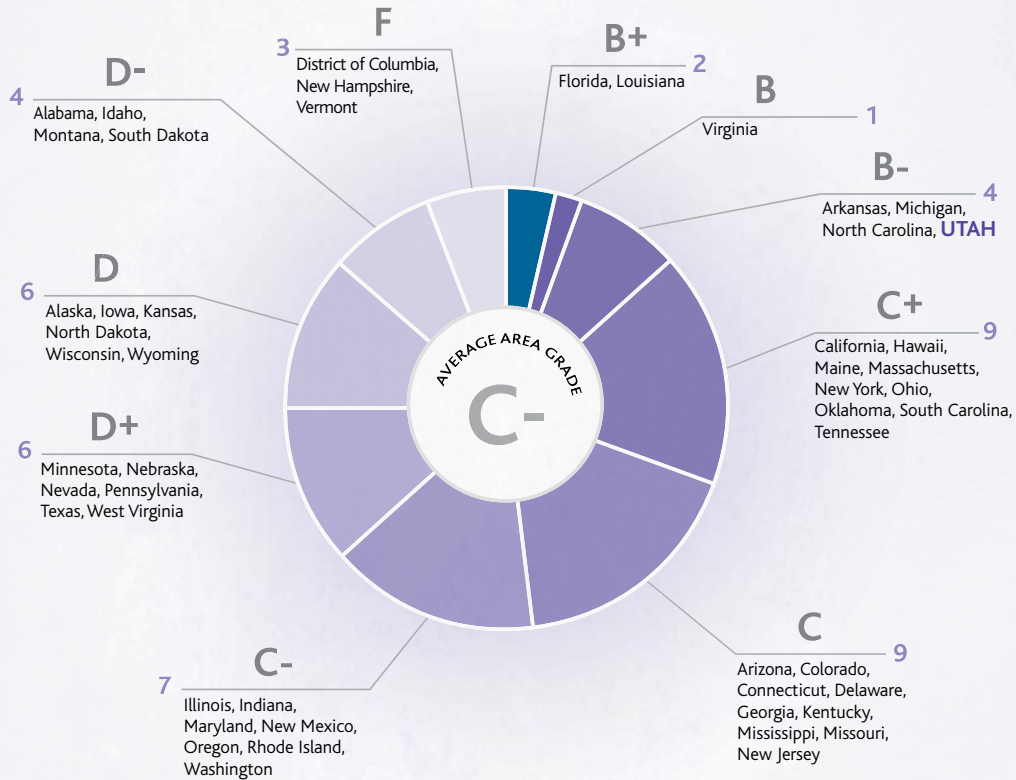 F
3
District of Columbia,
New Hampshire,
Vermont
B+
2
Florida, Louisiana
B
1
Virginia
B-
4
Arkansas, Michigan,
North Carolina, UTAH
C+
9
California, Hawaii,
Maine, Massachusetts,
New York, Ohio,
Oklahoma, South Carolina,
Tennessee
C
9
Arizona, Colorado,
Connecticut, Delaware,
Georgia, Kentucky,
Mississippi, Missouri,
New Jersey
C-
7
Illinois, Indiana,
Maryland, New Mexico,
Oregon, Rhode Island,
Washington
D+
6
Minnesota, Nebraska,
Nevada, Pennsylvania,
Texas, West Virginia
D
6
Alaska, Iowa, Kansas,
North Dakota,
Wisconsin, Wyoming
D-
4
Alabama, Idaho,
Montana, South Dakota
AVERAGE AREA GRADE
C-